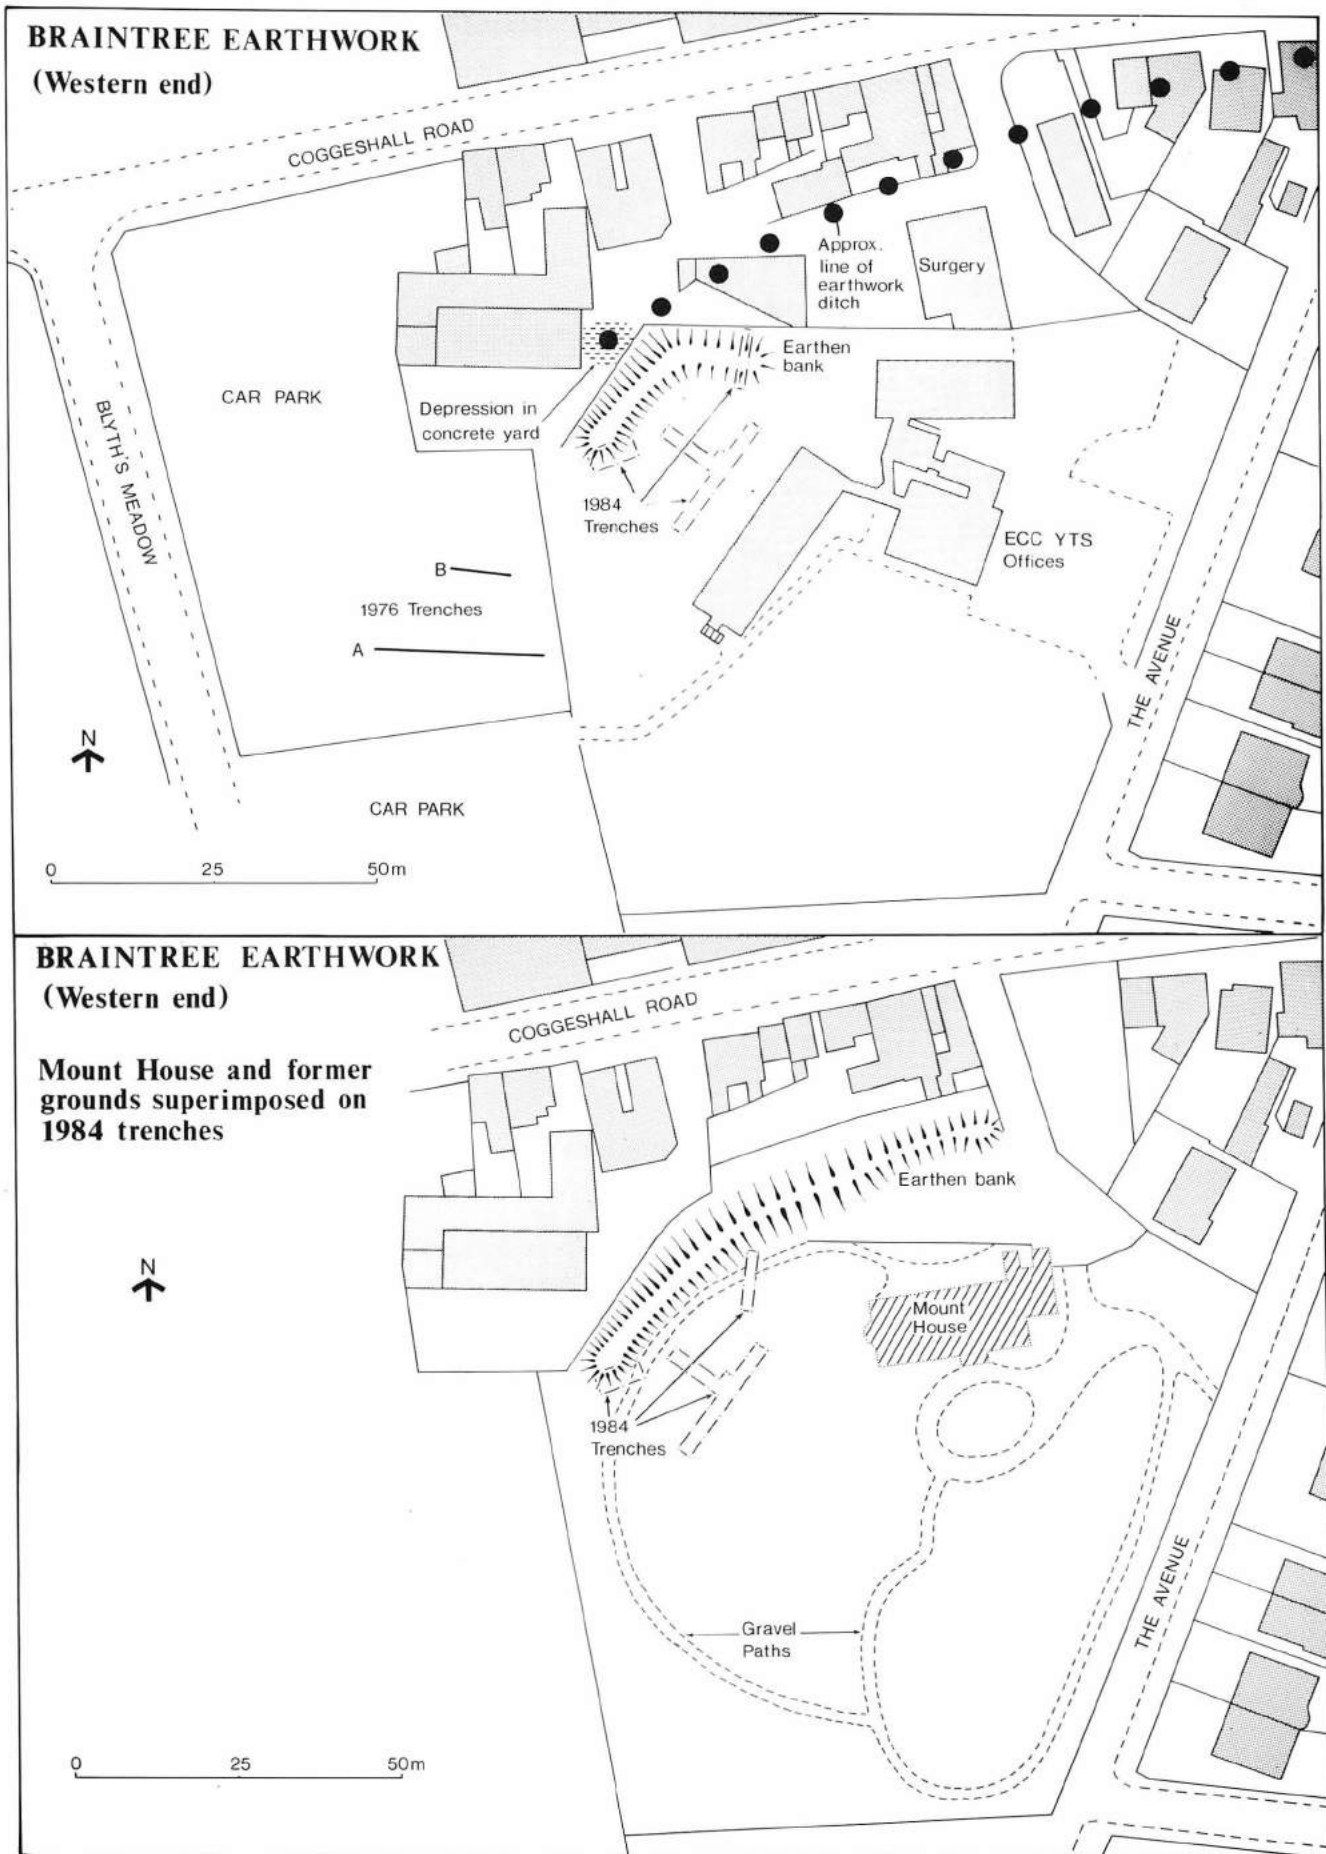 BRAINTREE EARTHWORK
(Western end)
COGGESHALL ROAD
Approx.
line of
earthwork
ditch
Surgery
Earthen
bank
CAR PARK
Depression in
concrete yard
BLYTH'S MEADOW
1984
Trenches
ECC YTS
Offices
B
1976 Trenches
A
THE AVENUE
N
CAR PARK
0 25 50m
BRAINTREE EARTHWORK
(Western end)
COGGESHALL ROAD
Mount House and former
grounds superimposed on
1984 trenches
Earthen bank
N
Mount
House
1984
Trenches
THE AVENUE
Gravel
Paths
0 25 50m